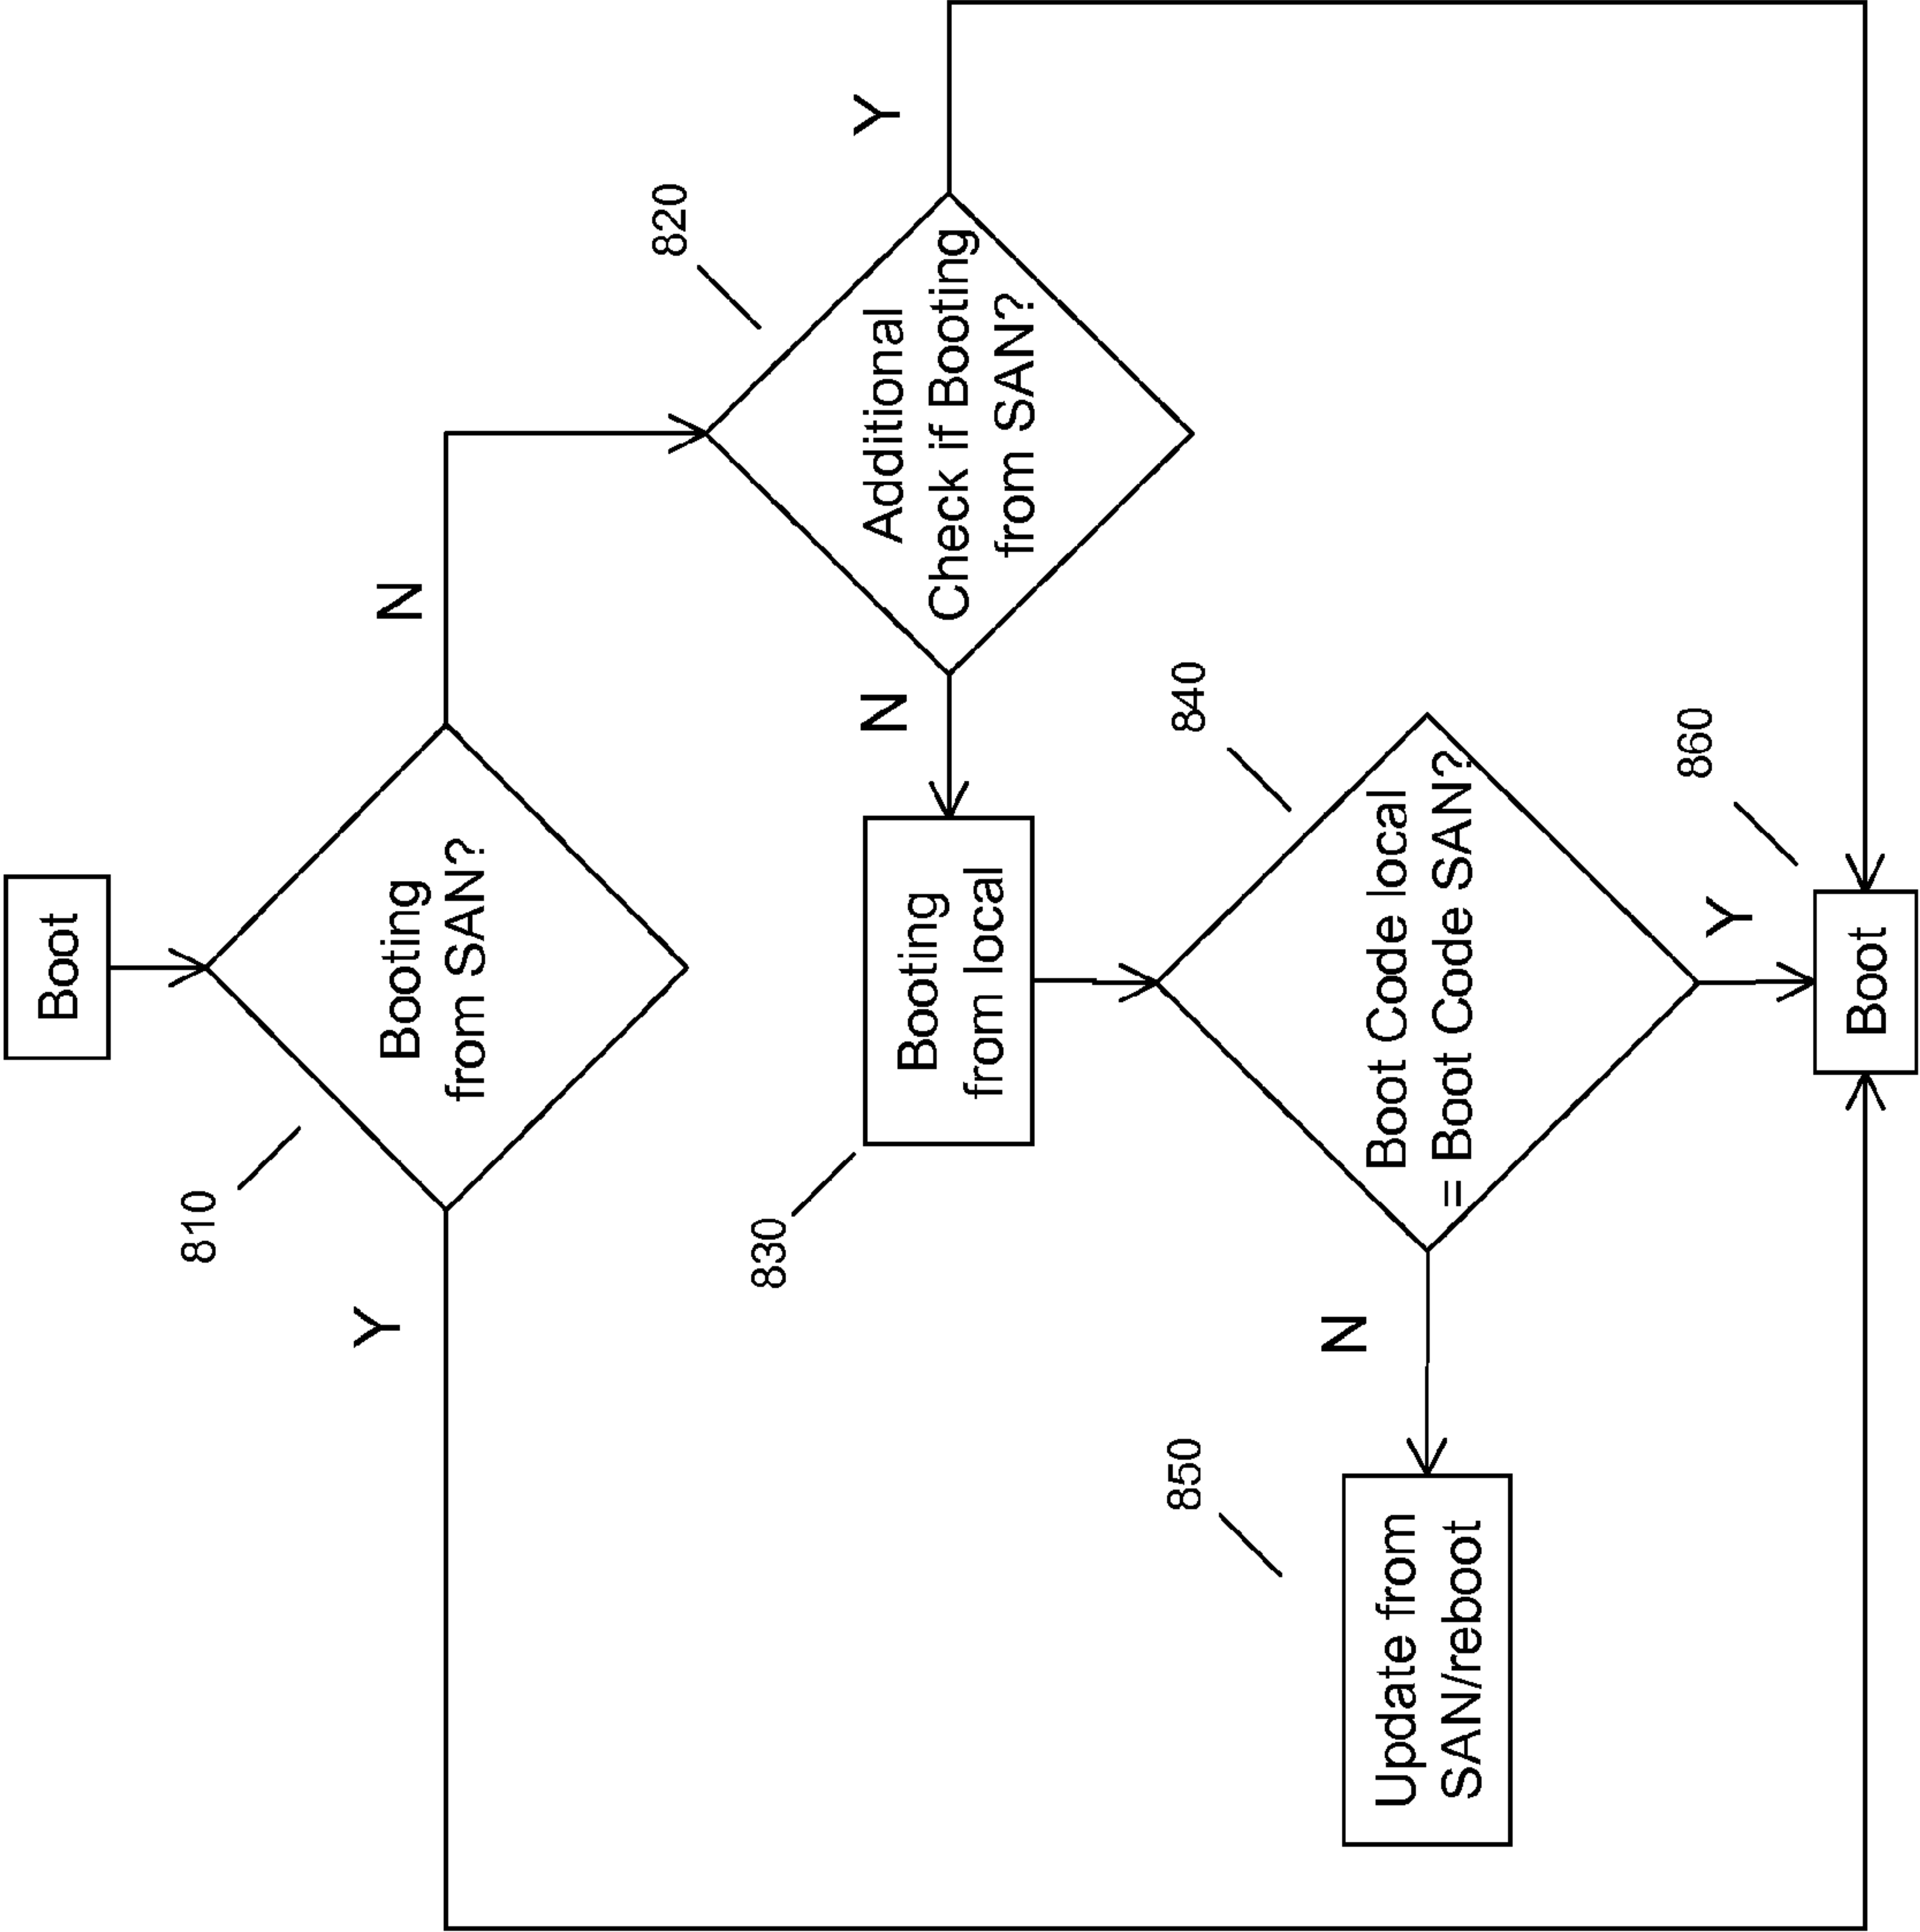 Boot
810
Booting
from SAN?
Y
N
820
Additional
Check if Booting
from SAN?
Y
N
830
Booting
from local
840
Boot Code local
= Boot Code SAN?
N
Y
850
Update from
SAN/reboot
860
Boot